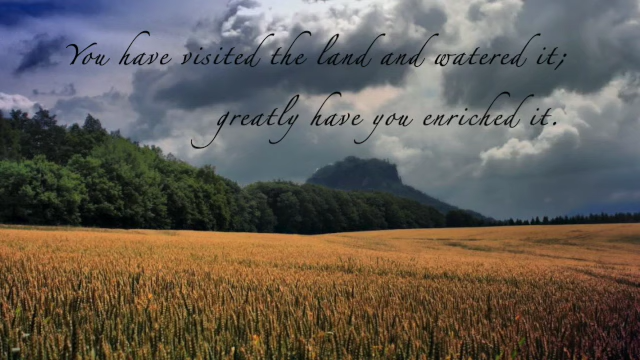 You have visited the land and watered it;
greatly have you enriched it.